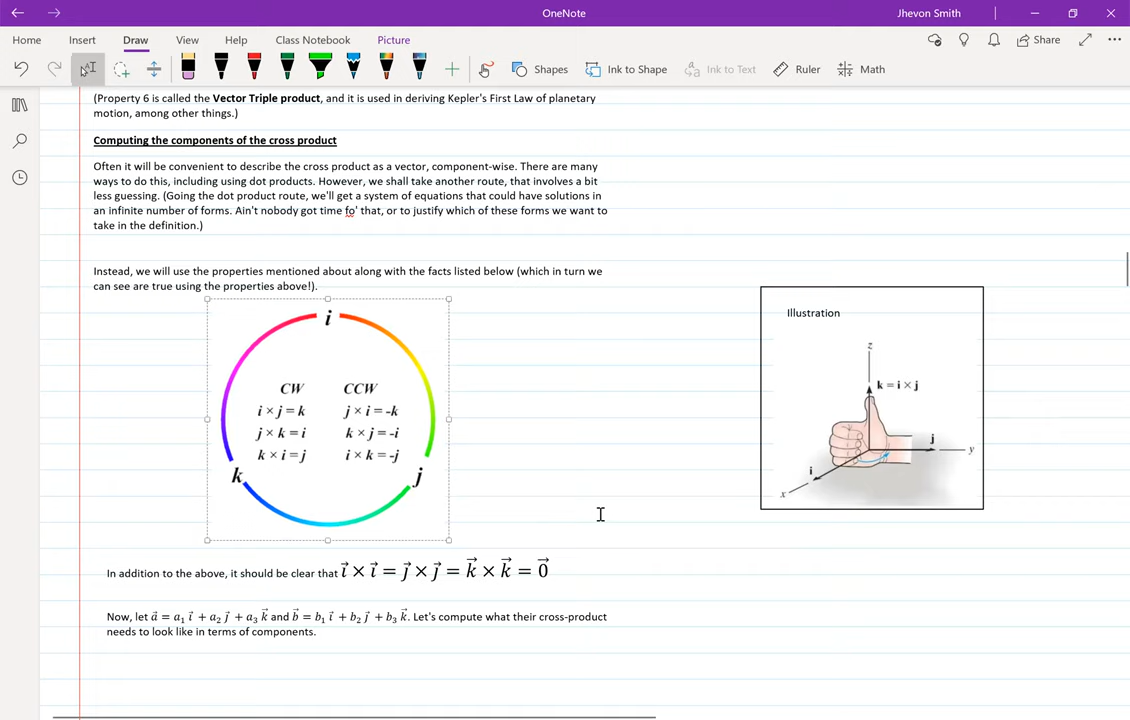 OneNote
Jhevon Smith
Home Insert Draw View Help Class Notebook Picture
Share
Shapes Ink to Shape Ink to Text Ruler Math
(Property 6 is called the Vector Triple product, and it is used in deriving Kepler's First Law of planetary
motion, among other things.)
Computing the components of the cross product
Often it will be convenient to describe the cross product as a vector, component-wise. There are many
ways to do this, including using dot products. However, we shall take another route, that involves a bit
less guessing. (Going the dot product route, we'll get a system of equations that could have solutions in
an infinite number of forms. Ain't nobody got time fo' that, or to justify which of these forms we want to
take in the definition.)
Instead, we will use the properties mentioned about along with the facts listed below (which in turn we
can see are true using the properties above!).
i
CW CCW
i × j = k j × i = -k
j × k = i k × j = -i
k × i = j i × k = -j
k j
Illustration
z
k = i × j
j
y
i
x
In addition to the above, it should be clear that i⃗ × i⃗ = j⃗ × j⃗ = k⃗ × k⃗ = 0⃗
Now, let a⃗ = a₁ i⃗ + a₂ j⃗ + a₃ k⃗ and b⃗ = b₁ i⃗ + b₂ j⃗ + b₃ k⃗. Let's compute what their cross-product
needs to look like in terms of components.